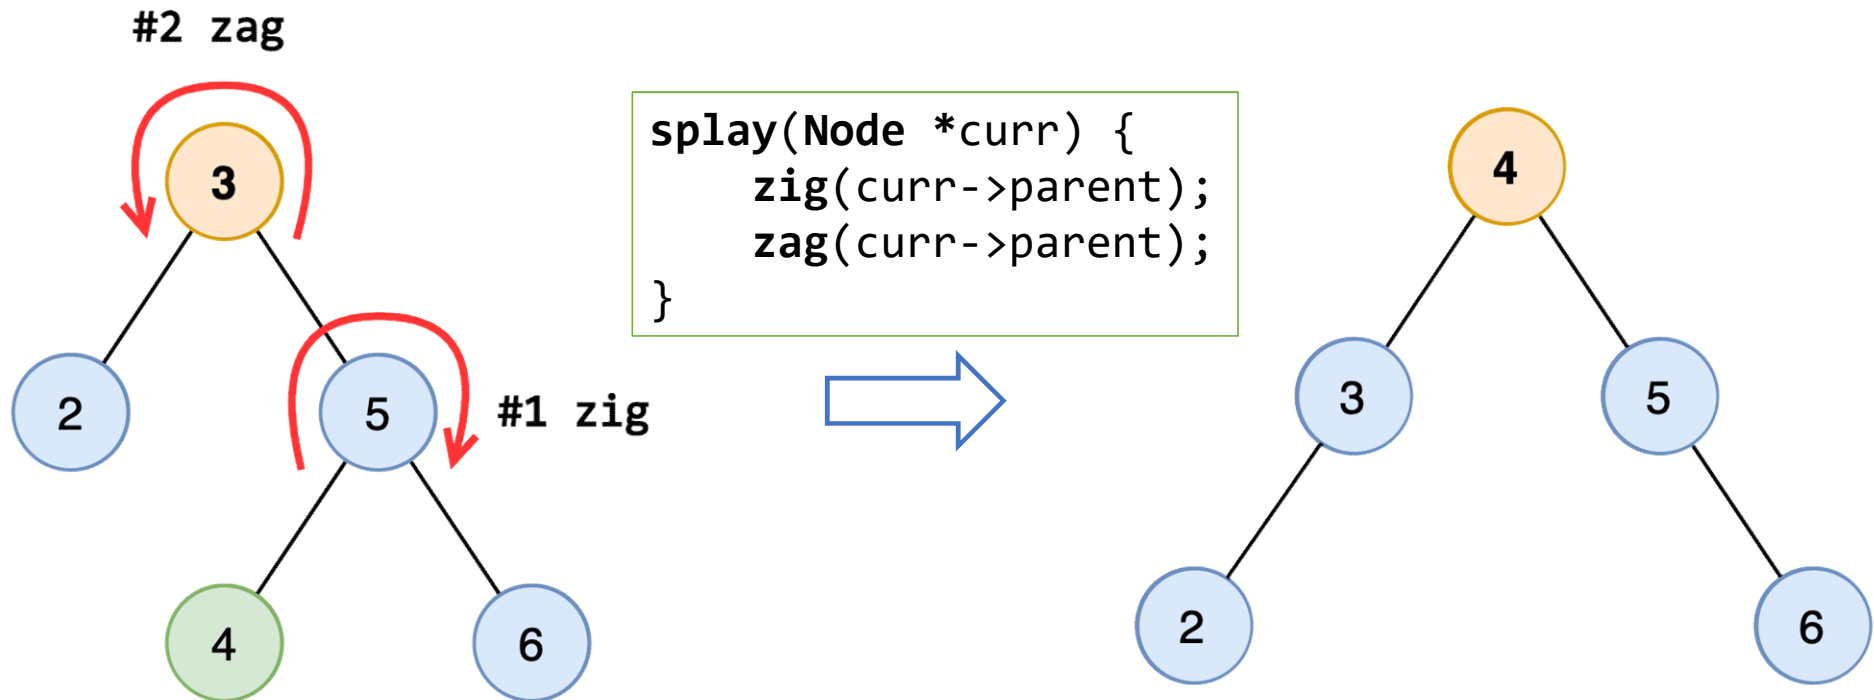 #2 zag
3
2
5
#1 zig
4
6
splay(Node *curr) {
    zig(curr->parent);
    zag(curr->parent);
}
4
3
5
2
6